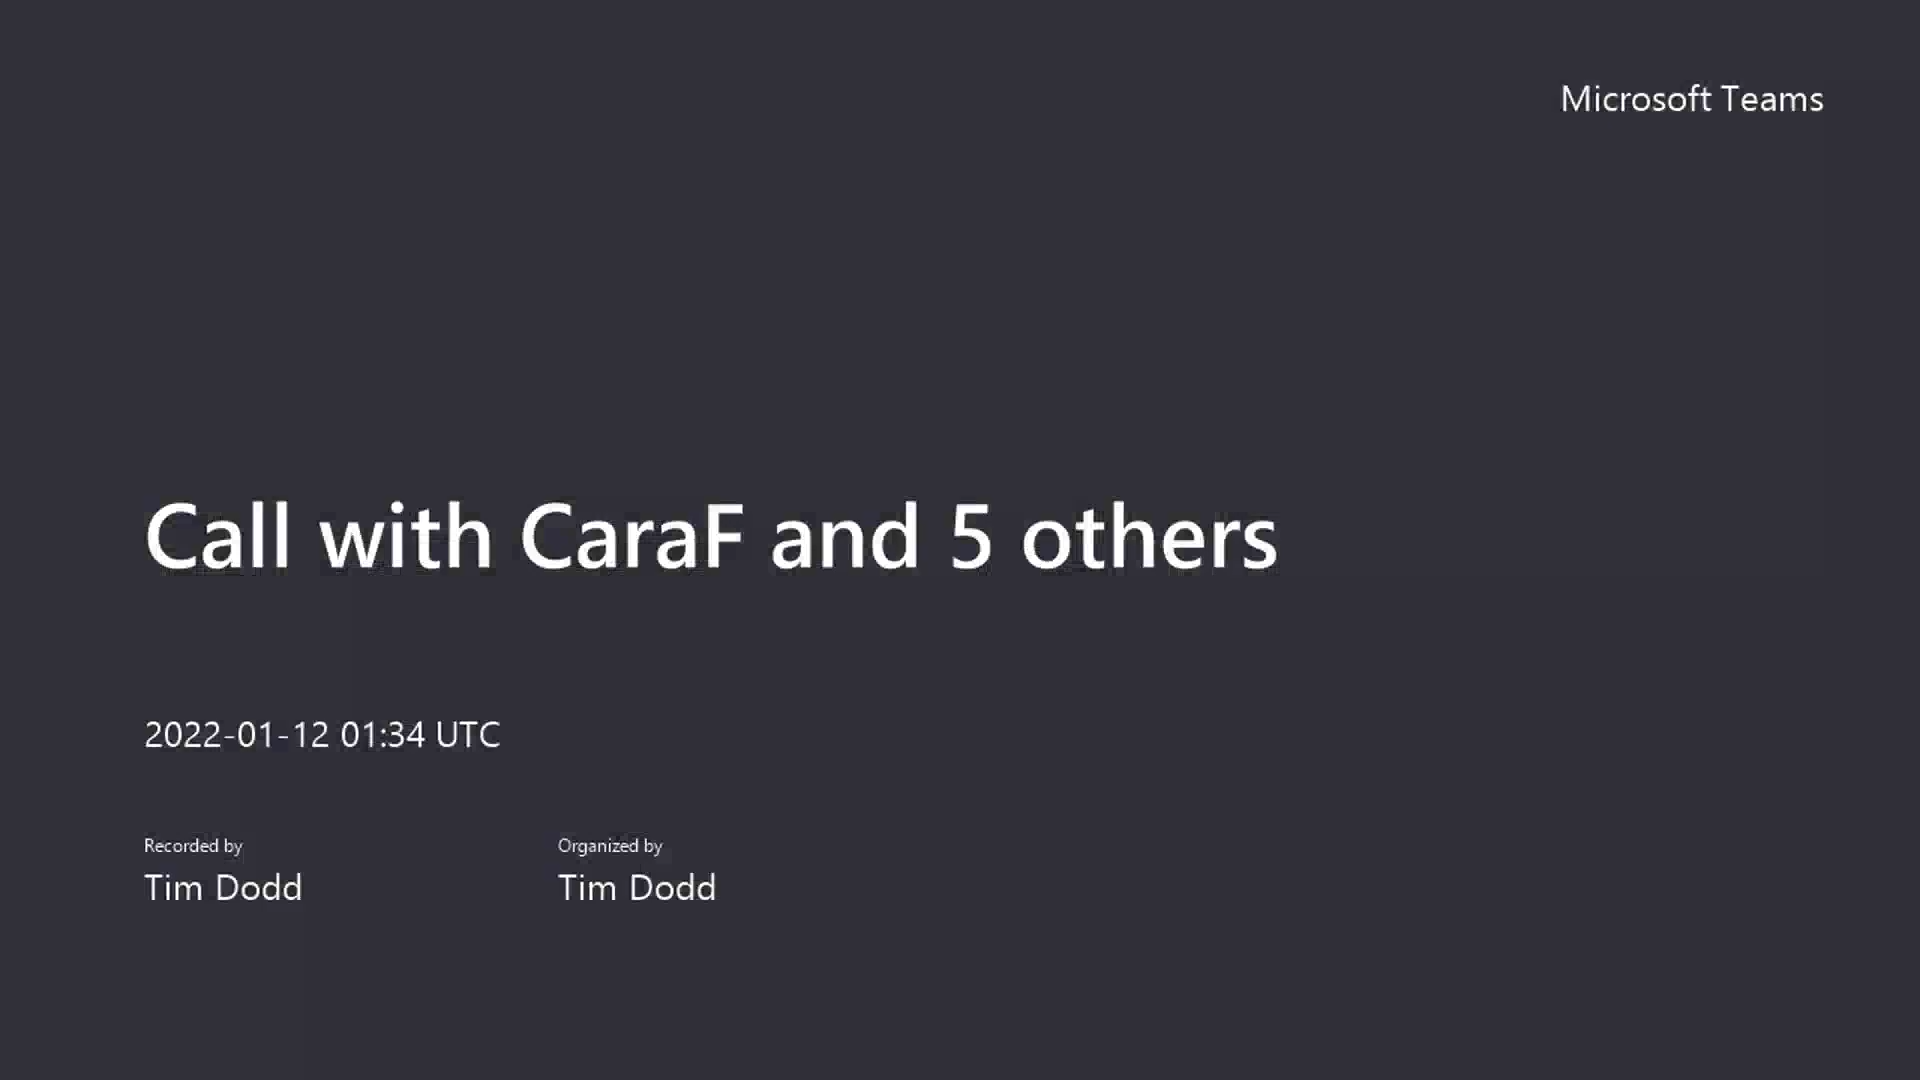 Microsoft Teams
Call with CaraF and 5 others
2022-01-12 01:34 UTC
Recorded by
Tim Dodd
Organized by
Tim Dodd